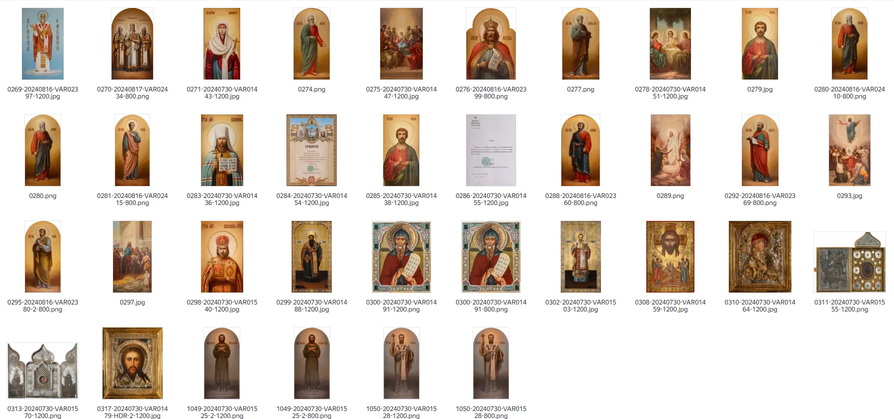 0269-20240816-VAR023
97-1200.jpg
0270-20240817-VAR024
34-800.png
0271-20240730-VAR014
43-1200.jpg
0274.png
0275-20240730-VAR014
47-1200.jpg
0276-20240816-VAR023
99-800.png
0277.png
0278-20240730-VAR014
51-1200.jpg
0279.jpg
0280-20240816-VAR024
10-800.png
0280.png
0281-20240816-VAR024
15-800.png
0283-20240730-VAR014
36-1200.jpg
0284-20240730-VAR014
54-1200.jpg
0285-20240730-VAR014
38-1200.jpg
0286-20240730-VAR014
55-1200.jpg
0288-20240816-VAR023
60-800.png
0289.png
0292-20240816-VAR023
69-800.png
0293.jpg
0295-20240816-VAR023
80-2-800.png
0297.jpg
0298-20240730-VAR015
40-1200.jpg
0299-20240730-VAR014
88-1200.jpg
0300-20240730-VAR014
91-1200.png
0300-20240730-VAR014
91-800.png
0302-20240730-VAR015
03-1200.jpg
0308-20240730-VAR014
59-1200.jpg
0310-20240730-VAR014
64-1200.jpg
0311-20240730-VAR015
55-1200.png
0313-20240730-VAR015
70-1200.png
0317-20240730-VAR014
79-HDR-2-1200.jpg
1049-20240730-VAR015
25-2-1200.png
1049-20240730-VAR015
25-2-800.png
1050-20240730-VAR015
28-1200.png
1050-20240730-VAR015
28-800.png